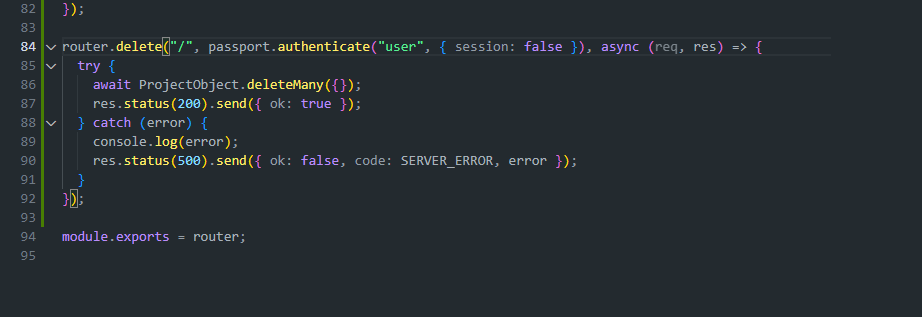 82 });
83
84 router.delete("/", passport.authenticate("user", { session: false }), async (req, res) => {
85 try {
86 await ProjectObject.deleteMany({});
87 res.status(200).send({ ok: true });
88 } catch (error) {
89 console.log(error);
90 res.status(500).send({ ok: false, code: SERVER_ERROR, error });
91 }
92 });
93
94 module.exports = router;
95